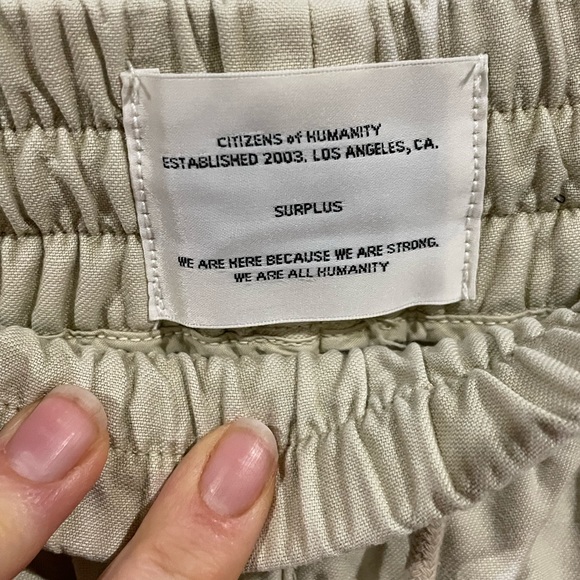 CITIZENS of HUMANITY
ESTABLISHED 2003. LOS ANGELES, CA.
SURPLUS
WE ARE HERE BECAUSE WE ARE STRONG.
WE ARE ALL HUMANITY